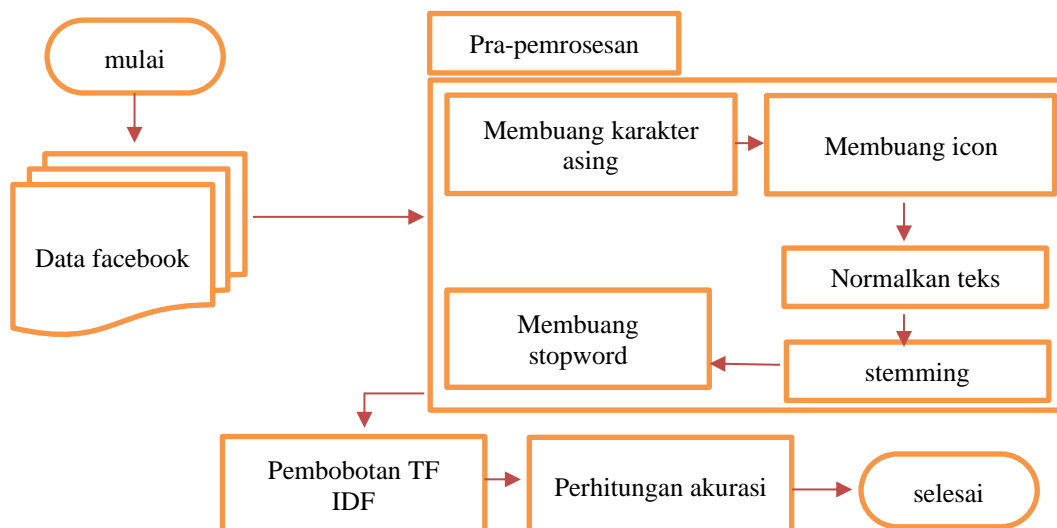 mulai
Pra-pemrosesan
Membuang karakter
asing
Membuang icon
Data facebook
Normalkan teks
Membuang
stopword
stemming
Pembobotan TF
IDF
Perhitungan akurasi
selesai